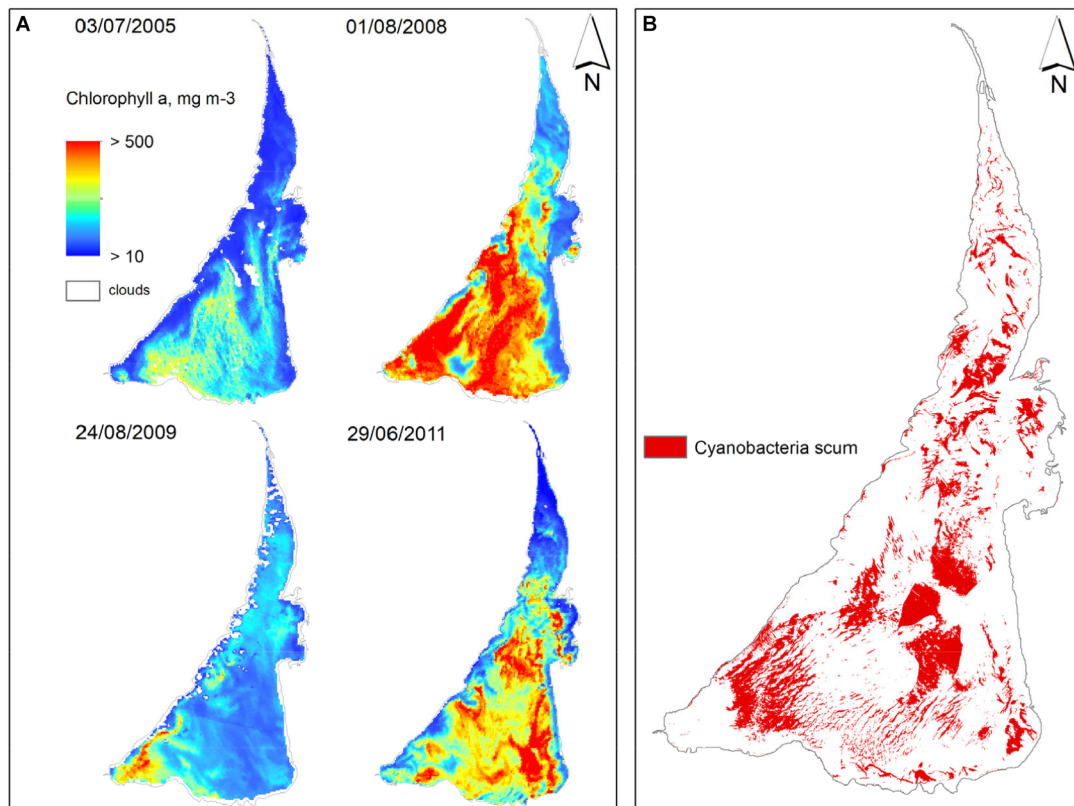 A
03/07/2005
01/08/2008
N
Chlorophyll a, mg m-3
> 500
> 10
clouds
24/08/2009
29/06/2011
B
N
Cyanobacteria scum